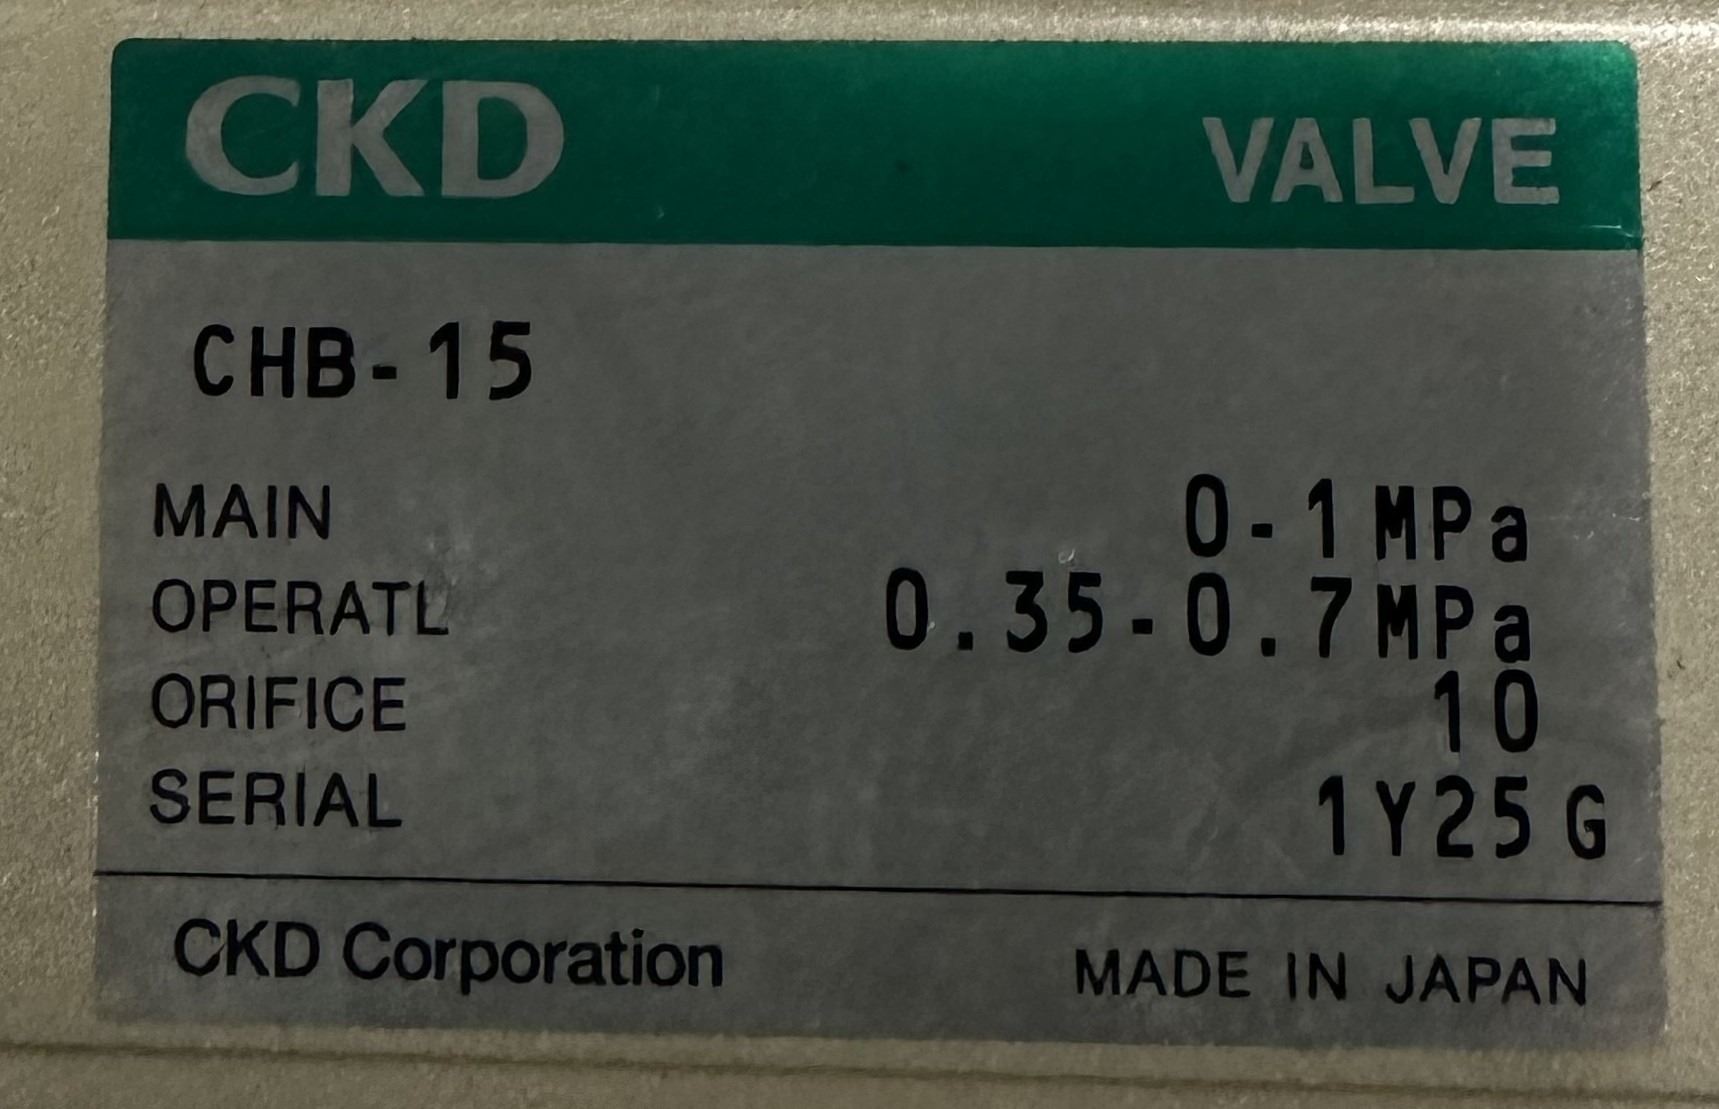 CKD VALVE
CHB-15
MAIN 0-1MPa
OPERATL 0.35-0.7MPa
ORIFICE 10
SERIAL 1Y25G
CKD Corporation MADE IN JAPAN